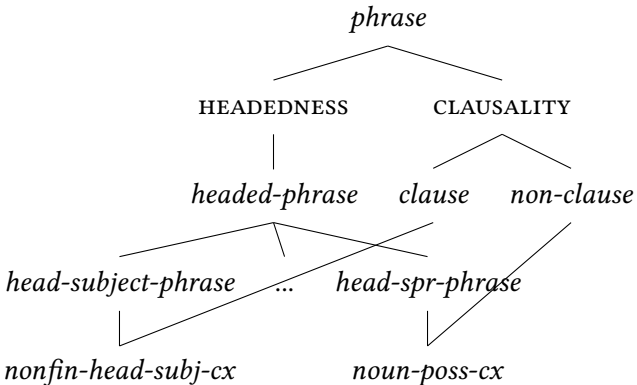 phrase
HEADEDNESS CLAUSALITY
headed-phrase clause non-clause
head-subject-phrase ... head-spr-phrase
nonfin-head-subj-cx noun-poss-cx